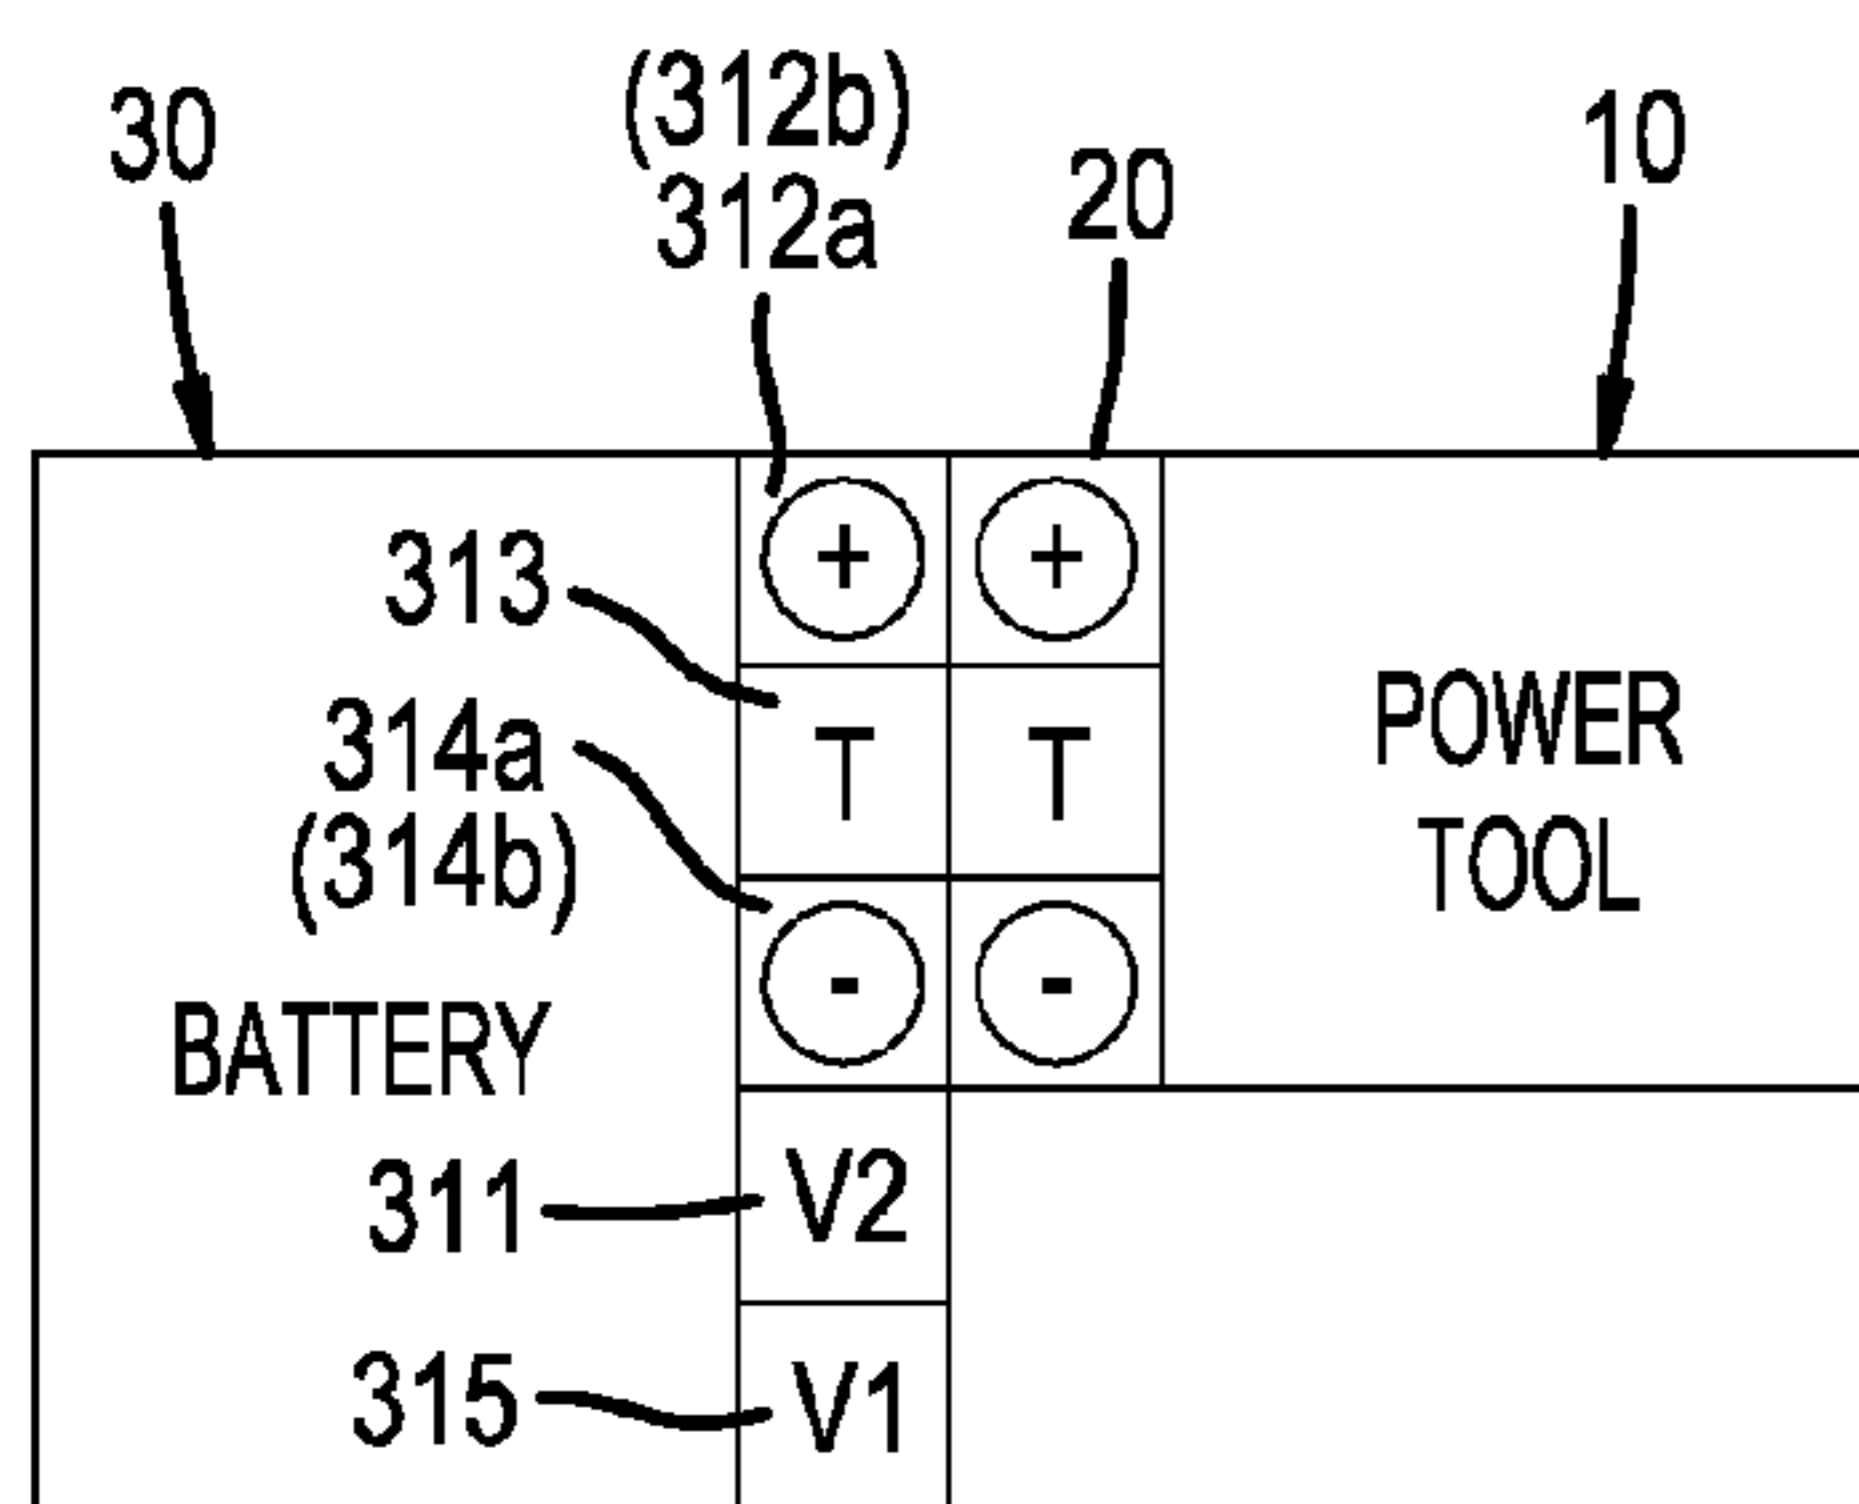 (312b)
30
10
20
312a
+ +
313
T T
POWER
314a
TOOL
(314b)
- -
BATTERY
311 V2
315 V1